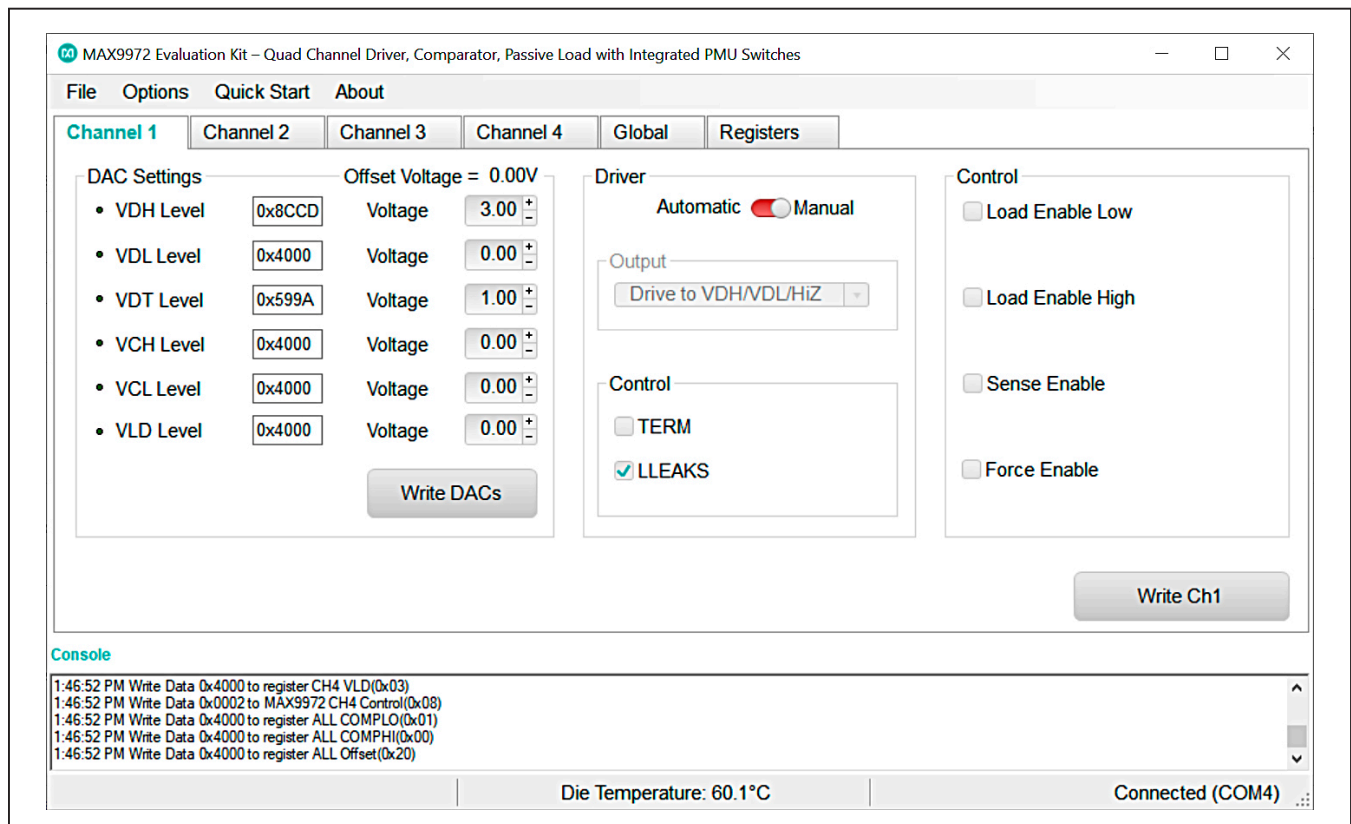 MAX9972 Evaluation Kit – Quad Channel Driver, Comparator, Passive Load with Integrated PMU Switches
File Options Quick Start About
Channel 1 Channel 2 Channel 3 Channel 4 Global Registers
DAC Settings Offset Voltage = 0.00V
VDH Level 0x8CCD Voltage 3.00
VDL Level 0x4000 Voltage 0.00
VDT Level 0x599A Voltage 1.00
VCH Level 0x4000 Voltage 0.00
VCL Level 0x4000 Voltage 0.00
VLD Level 0x4000 Voltage 0.00
Write DACs
Driver
Automatic Manual
Output
Drive to VDH/VDL/HiZ
Control
TERM
LLEAKS
Control
Load Enable Low
Load Enable High
Sense Enable
Force Enable
Write Ch1
Console
1:46:52 PM Write Data 0x4000 to register CH4 VLD(0x03)
1:46:52 PM Write Data 0x0002 to MAX9972 CH4 Control(0x08)
1:46:52 PM Write Data 0x4000 to register ALL COMPLO(0x01)
1:46:52 PM Write Data 0x4000 to register ALL COMPHI(0x00)
1:46:52 PM Write Data 0x4000 to register ALL Offset(0x20)
Die Temperature: 60.1°C Connected (COM4)